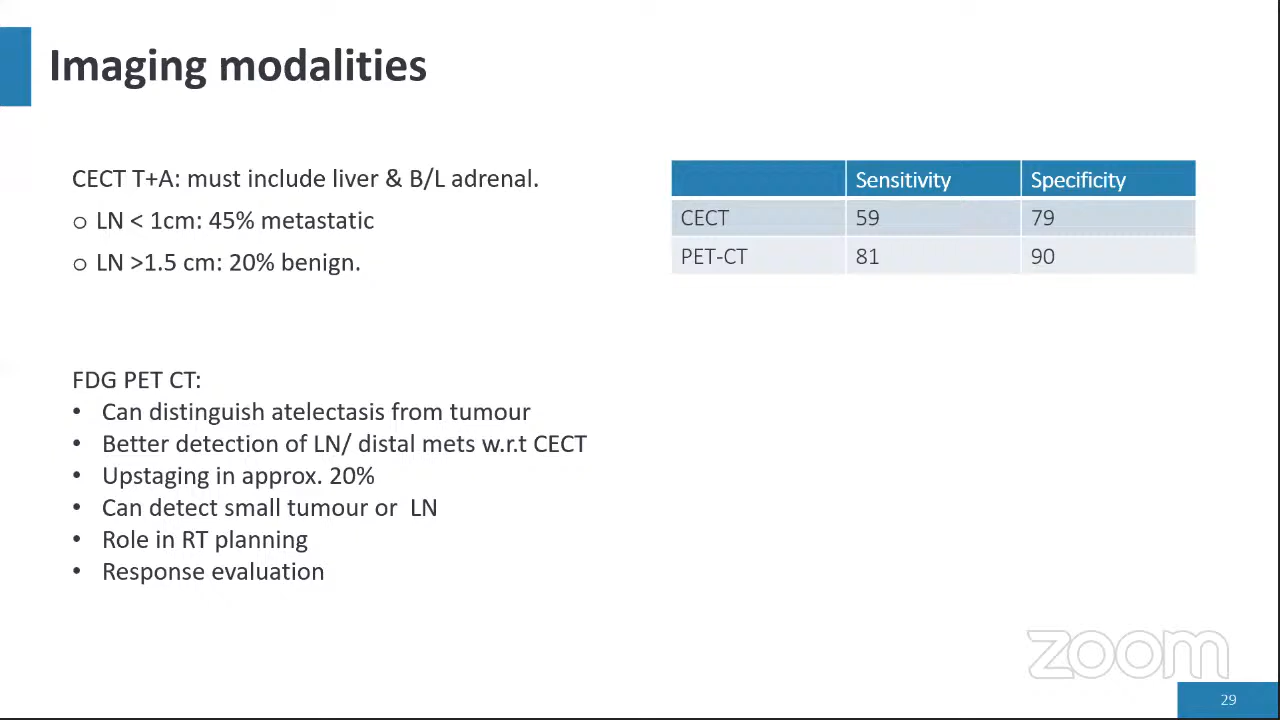 Imaging modalities
CECT T+A: must include liver & B/L adrenal.
o LN < 1cm: 45% metastatic
o LN >1.5 cm: 20% benign.
Sensitivity Specificity
CECT 59 79
PET-CT 81 90
FDG PET CT:
• Can distinguish atelectasis from tumour
• Better detection of LN/ distal mets w.r.t CECT
• Upstaging in approx. 20%
• Can detect small tumour or LN
• Role in RT planning
• Response evaluation
zoom
29